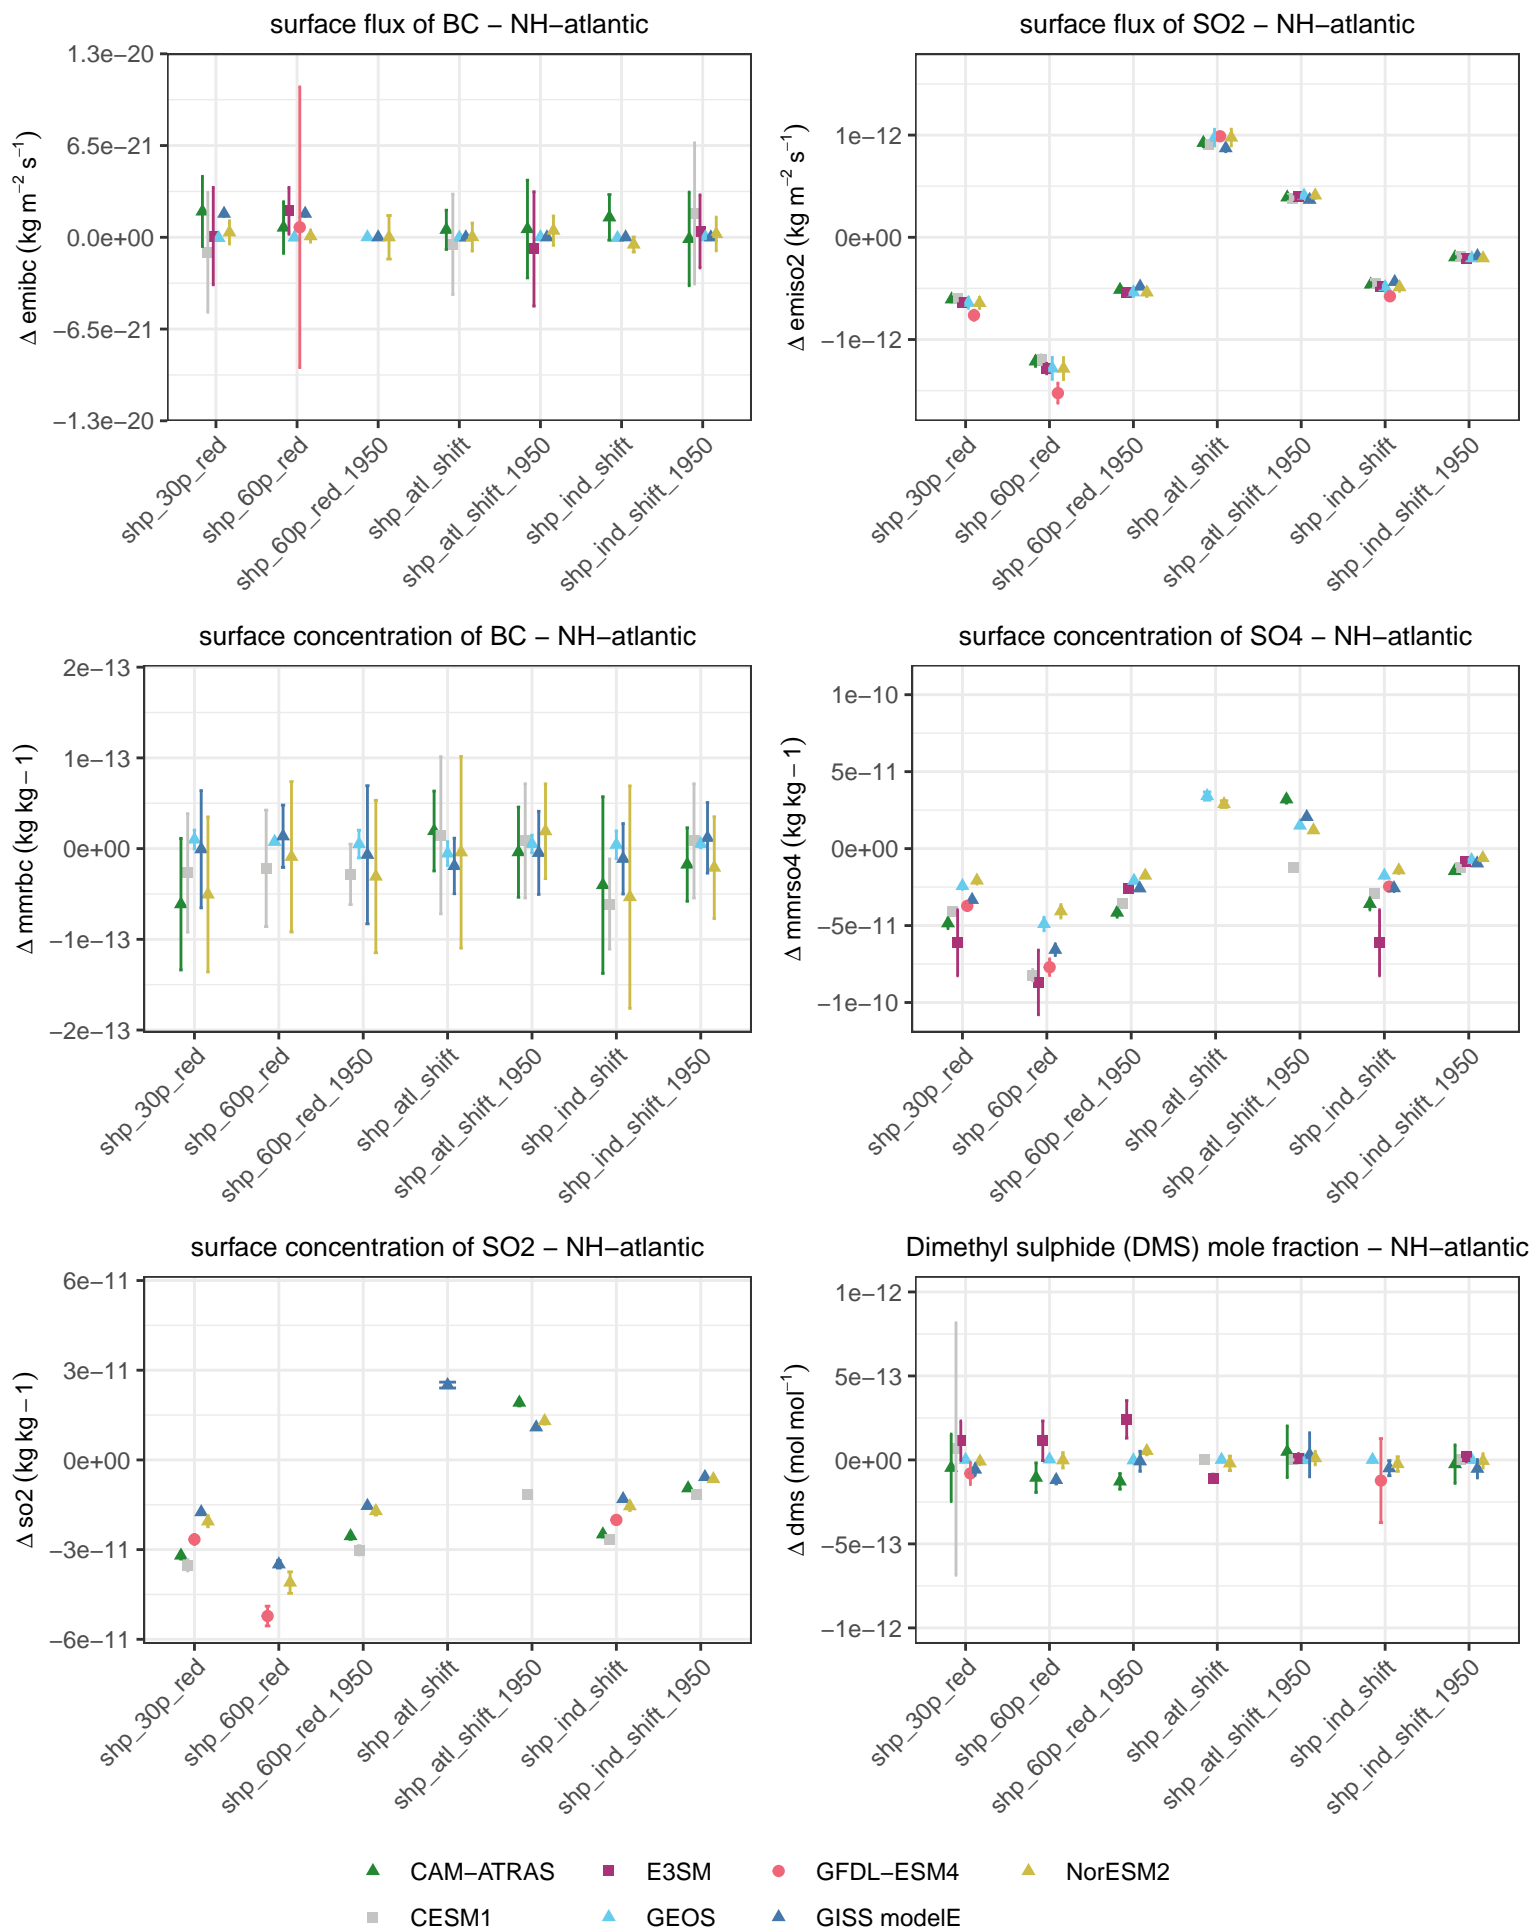 surface flux of BC − NH−atlantic
Δ emibc (kg m−2 s−1)
1.3e−20
6.5e−21
0.0e+00
−6.5e−21
−1.3e−20
shp_30p_red
shp_60p_red
shp_60p_red_1950
shp_atl_shift
shp_atl_shift_1950
shp_ind_shift
shp_ind_shift_1950
surface flux of SO2 − NH−atlantic
Δ emiso2 (kg m−2 s−1)
1e−12
0e+00
−1e−12
shp_30p_red
shp_60p_red
shp_60p_red_1950
shp_atl_shift
shp_atl_shift_1950
shp_ind_shift
shp_ind_shift_1950
surface concentration of BC − NH−atlantic
Δ mmrbc (kg kg − 1)
2e−13
1e−13
0e+00
−1e−13
−2e−13
shp_30p_red
shp_60p_red
shp_60p_red_1950
shp_atl_shift
shp_atl_shift_1950
shp_ind_shift
shp_ind_shift_1950
surface concentration of SO4 − NH−atlantic
Δ mmrso4 (kg kg − 1)
1e−10
5e−11
0e+00
−5e−11
−1e−10
shp_30p_red
shp_60p_red
shp_60p_red_1950
shp_atl_shift
shp_atl_shift_1950
shp_ind_shift
shp_ind_shift_1950
surface concentration of SO2 − NH−atlantic
Δ so2 (kg kg − 1)
6e−11
3e−11
0e+00
−3e−11
−6e−11
shp_30p_red
shp_60p_red
shp_60p_red_1950
shp_atl_shift
shp_atl_shift_1950
shp_ind_shift
shp_ind_shift_1950
Dimethyl sulphide (DMS) mole fraction − NH−atlantic
Δ dms (mol mol−1)
1e−12
5e−13
0e+00
−5e−13
−1e−12
shp_30p_red
shp_60p_red
shp_60p_red_1950
shp_atl_shift
shp_atl_shift_1950
shp_ind_shift
shp_ind_shift_1950
CAM−ATRAS E3SM GFDL−ESM4 NorESM2
CESM1 GEOS GISS modelE